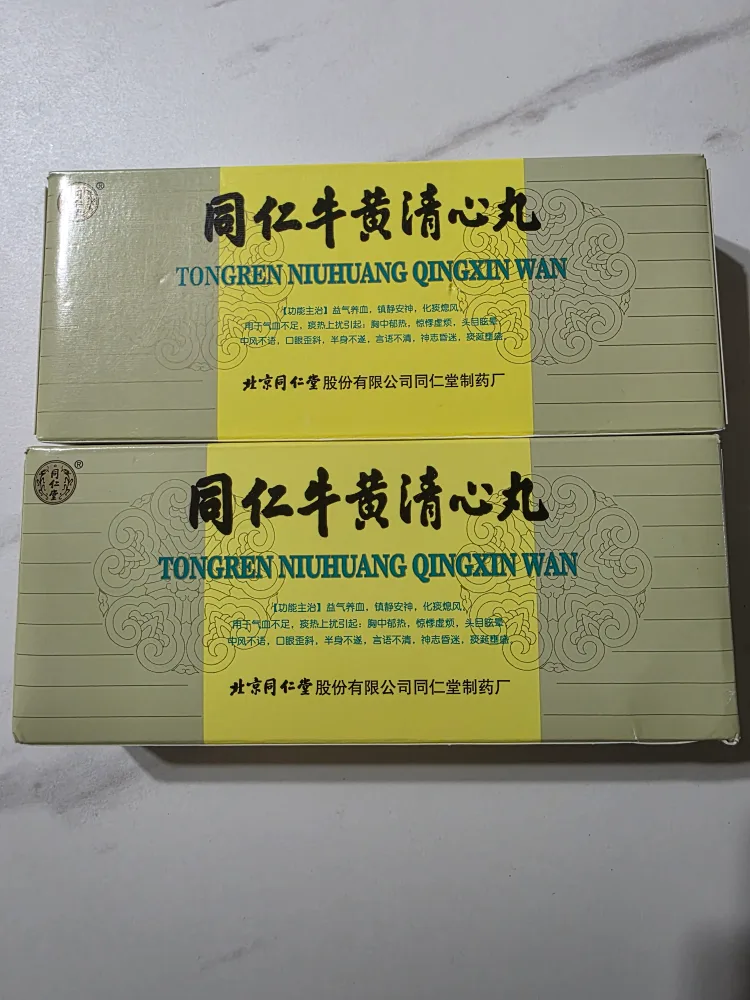 ®
同仁牛黄清心丸
TONGREN NIUHUANG QINGXIN WAN
【功能主治】益气养血，镇静安神，化痰熄风。
用于气血不足，痰热上扰引起：胸中郁热，惊悸虚烦，头目眩晕，
中风不语，口眼歪斜，半身不遂，言语不清，神志昏迷，痰涎壅盛。
北京同仁堂股份有限公司同仁堂制药厂
同仁堂®
同仁牛黄清心丸
TONGREN NIUHUANG QINGXIN WAN
【功能主治】益气养血，镇静安神，化痰熄风。
用于气血不足，痰热上扰引起：胸中郁热，惊悸虚烦，头目眩晕，
中风不语，口眼歪斜，半身不遂，言语不清，神志昏迷，痰涎壅盛。
北京同仁堂股份有限公司同仁堂制药厂